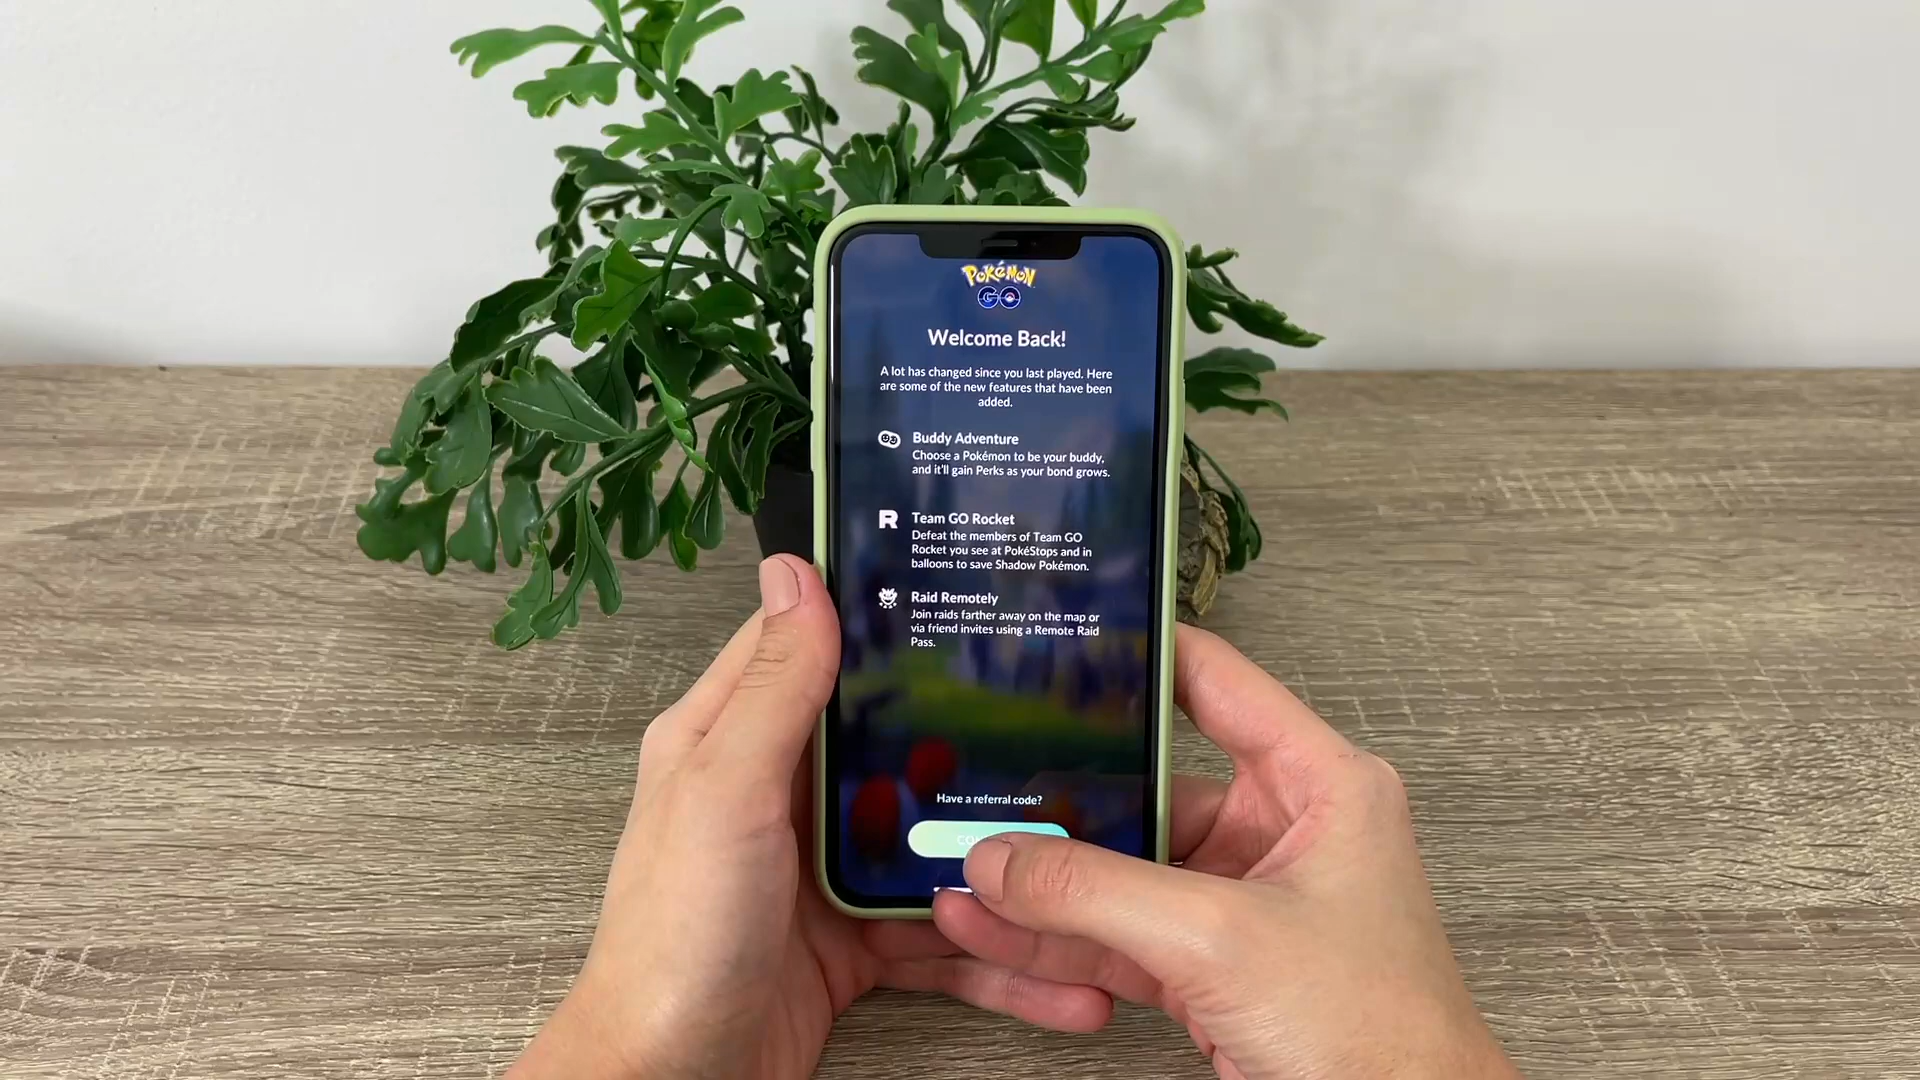 POKÉMON
GO
Welcome Back!
A lot has changed since you last played. Here
are some of the new features that have been
added.
Buddy Adventure
Choose a Pokémon to be your buddy,
and it'll gain Perks as your bond grows.
R
Team GO Rocket
Defeat the members of Team GO
Rocket you see at PokéStops and in
balloons to save Shadow Pokémon.
Raid Remotely
Join raids farther away on the map or
via friend invites using a Remote Raid
Pass.
Have a referral code?